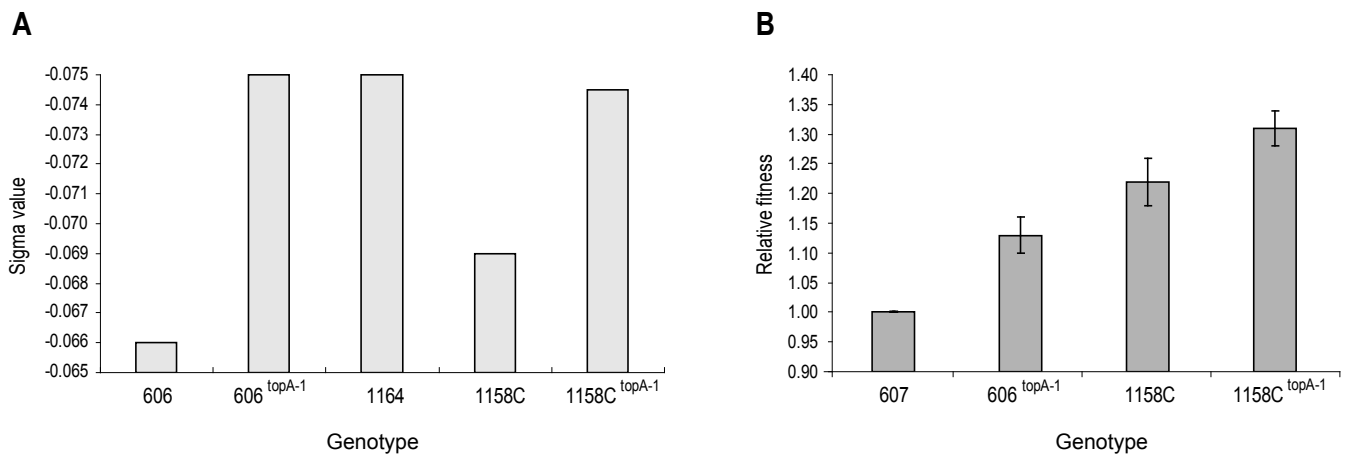 A
Sigma value
-0.075
-0.074
-0.073
-0.072
-0.071
-0.070
-0.069
-0.068
-0.067
-0.066
-0.065
606
606 topA-1
1164
1158C
1158C topA-1
Genotype
B
Relative fitness
1.40
1.35
1.30
1.25
1.20
1.15
1.10
1.05
1.00
0.95
0.90
607
606 topA-1
1158C
1158C topA-1
Genotype